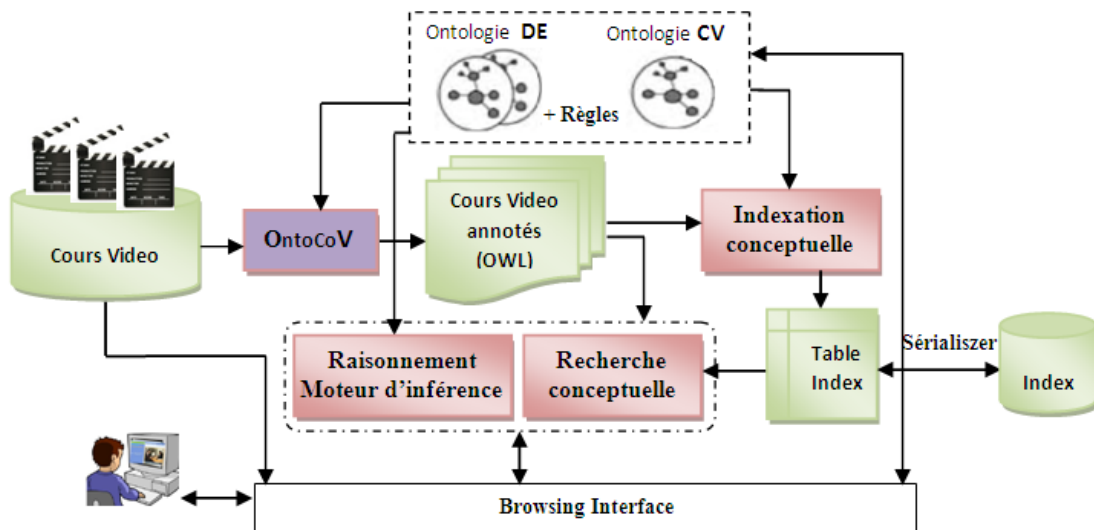 Ontologie DE
Ontologie CV
+ Règles
Cours Video
OntoCoV
Cours Video
annotés
(OWL)
Indexation
conceptuelle
Raisonnement
Moteur d'inférence
Recherche
conceptuelle
Table
Index
Sérialiszer
Index
Browsing Interface